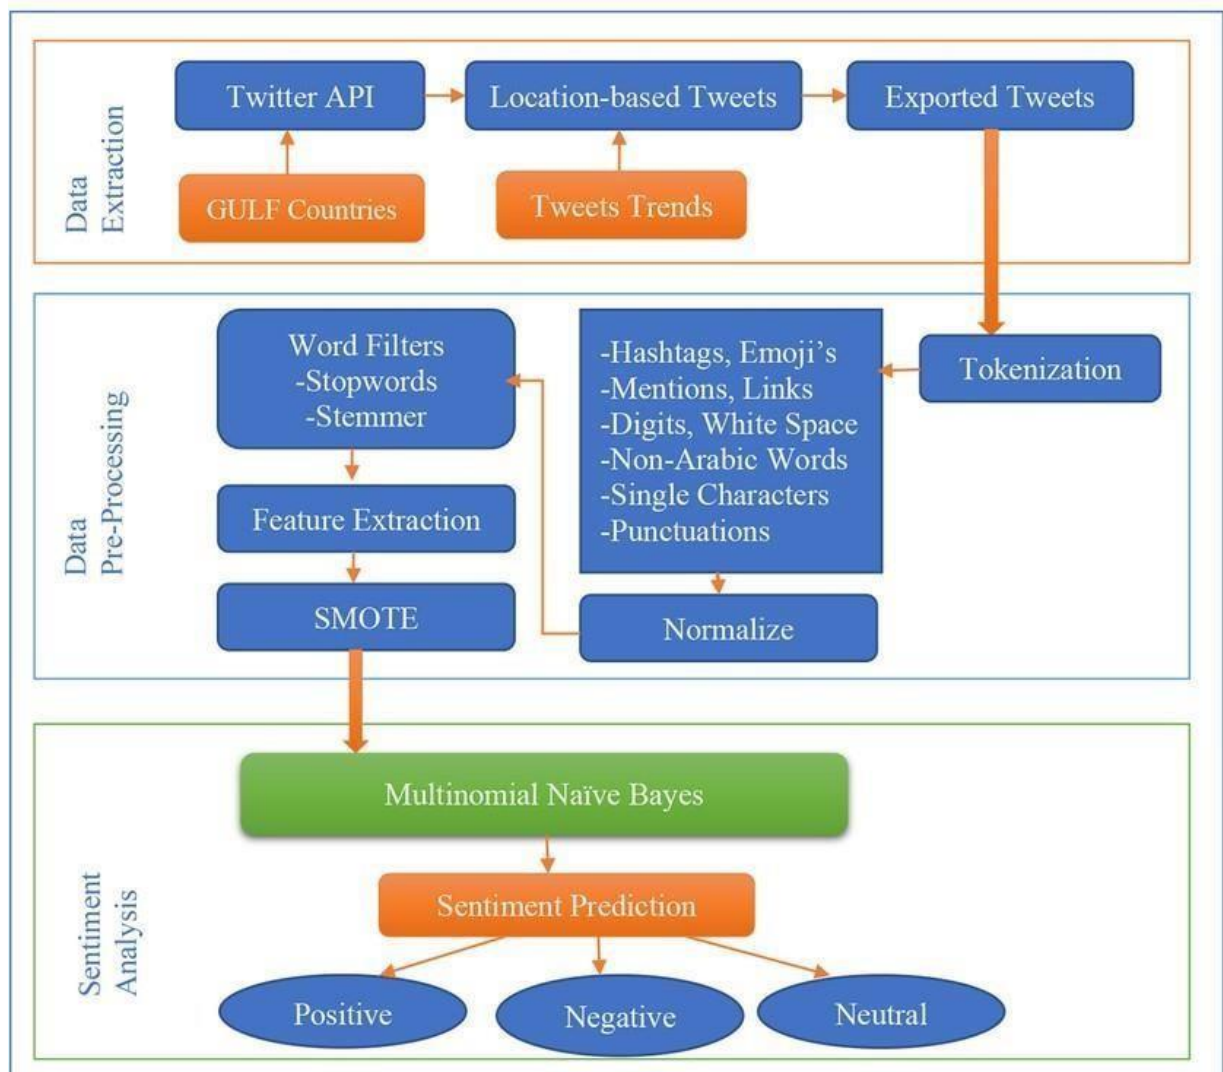 Data
Extraction
Twitter API
Location-based Tweets
Exported Tweets
GULF Countries
Tweets Trends
Data
Pre-Processing
Word Filters
-Stopwords
-Stemmer
-Hashtags, Emoji’s
-Mentions, Links
-Digits, White Space
-Non-Arabic Words
-Single Characters
-Punctuations
Tokenization
Feature Extraction
SMOTE
Normalize
Sentiment
Analysis
Multinomial Naïve Bayes
Sentiment Prediction
Positive
Negative
Neutral